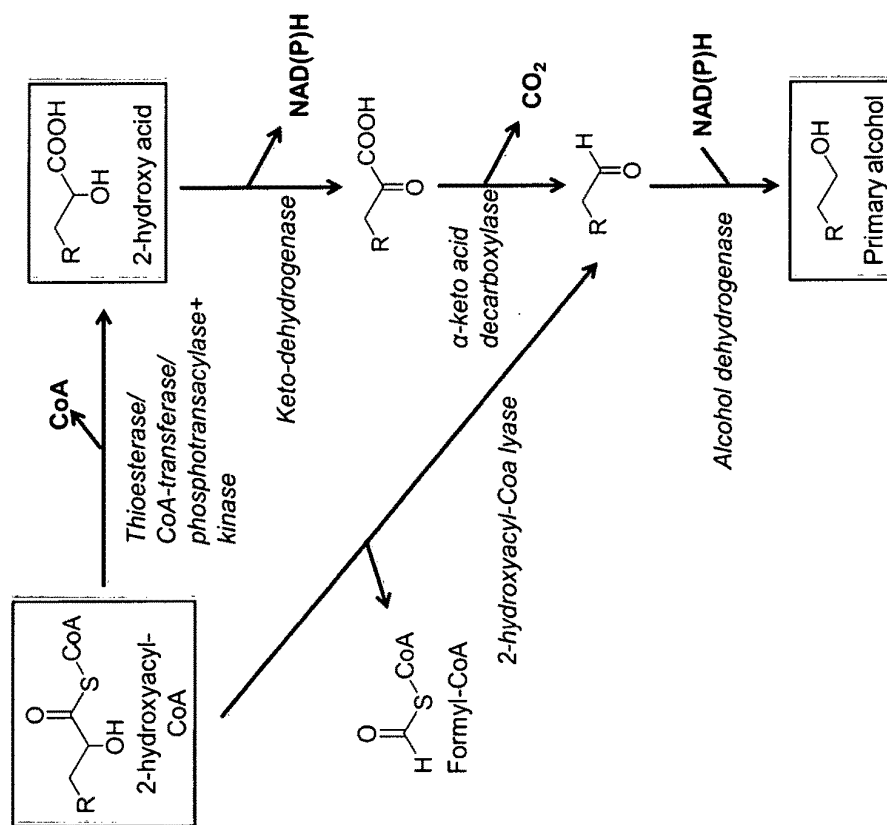 O
R
OH
S
CoA
2-hydroxyacyl-
CoA
CoA
Thioesterase/
CoA-transferase/
phosphotransacylase+
kinase
R
COOH
OH
2-hydroxy acid
Keto-dehydrogenase
NAD(P)H
R
COOH
O
O
H
S
CoA
Formyl-CoA
2-hydroxyacyl-Coa lyase
α-keto acid
decarboxylase
CO2
R
H
O
Alcohol dehydrogenase
NAD(P)H
R
OH
Primary alcohol